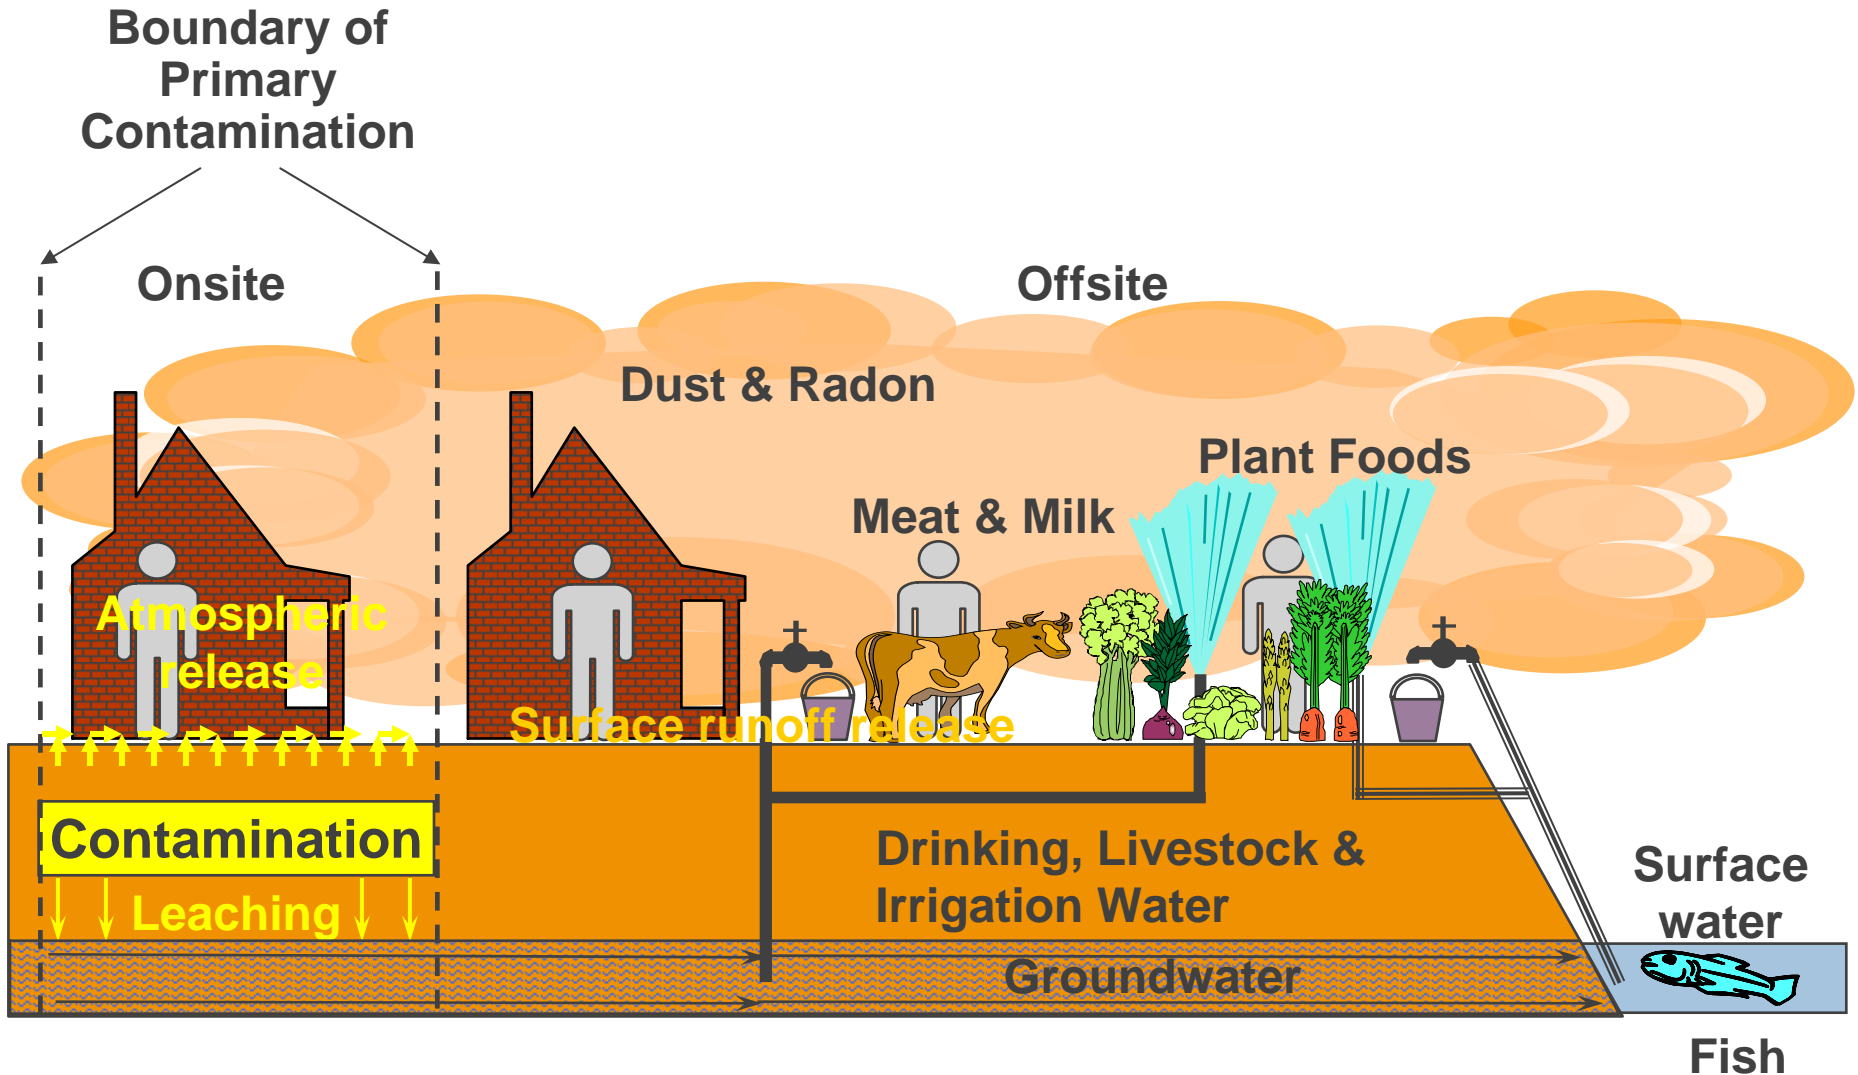 Boundary of
Primary
Contamination
Onsite
Offsite
Dust & Radon
Plant Foods
Meat & Milk
Atmospheric
release
Surface runoff release
Contamination
Drinking, Livestock &
Irrigation Water
Leaching
Surface
water
Groundwater
Fish